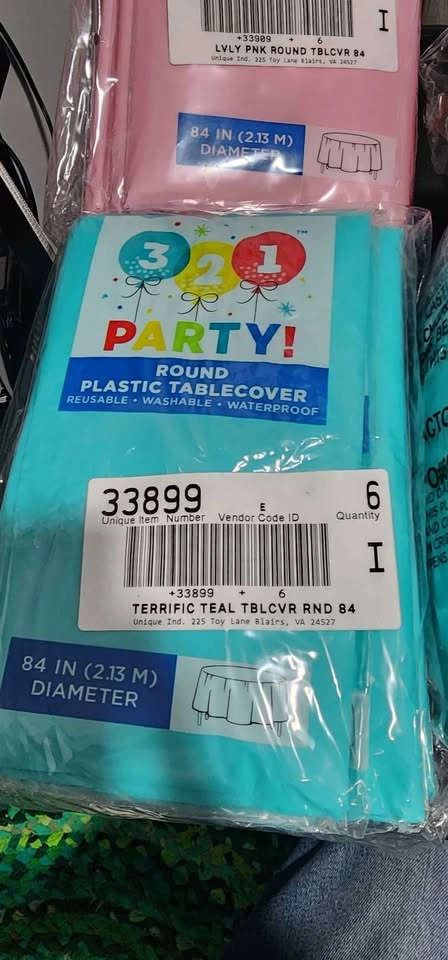 +33909 + 6
I
LVLY PNK ROUND TBLCVR 84
Unique Ind. 225 Toy Lane Blairs, VA 24527
84 IN (2.13 M)
DIAMETER
3 2 1
TM
PARTY!
ROUND
PLASTIC TABLECOVER
REUSABLE • WASHABLE • WATERPROOF
33899 E 6
Unique Item Number Vendor Code ID Quantity
I
+33899 + 6
TERRIFIC TEAL TBLCVR RND 84
Unique Ind. 225 Toy Lane Blairs, VA 24527
84 IN (2.13 M)
DIAMETER